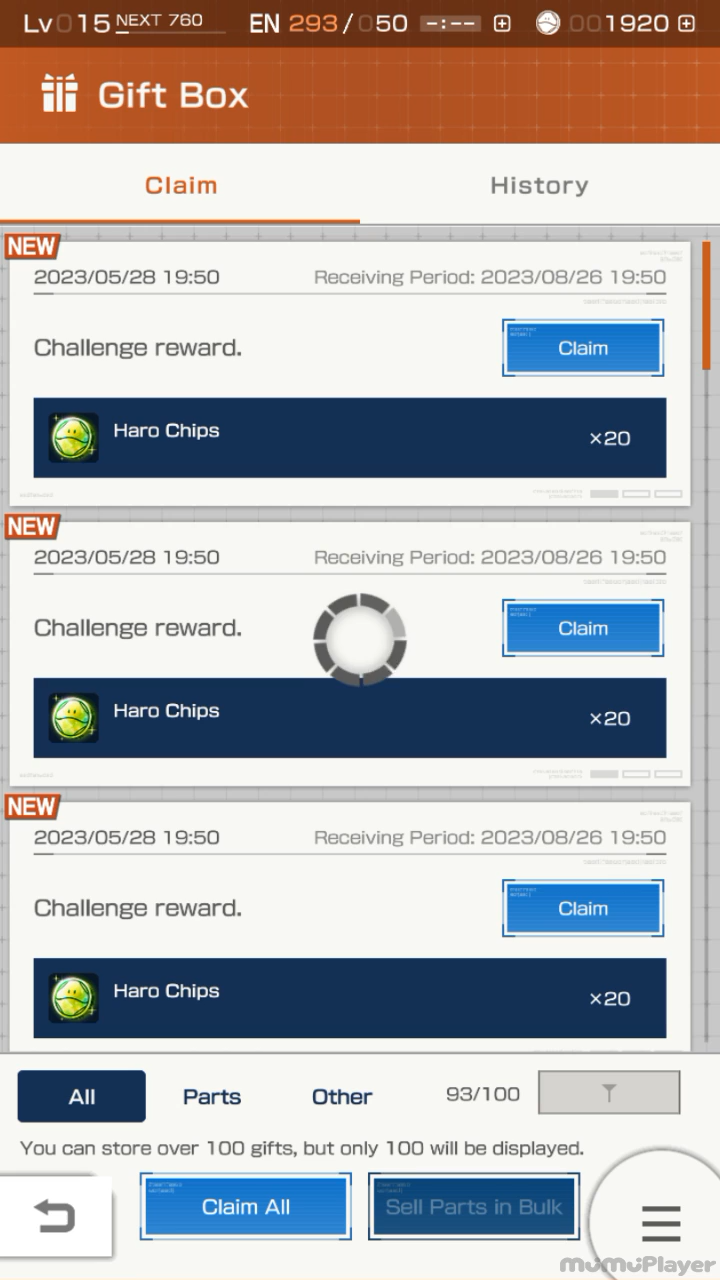 Lv015 NEXT 760 EN 293/050 -:-- 001920
Gift Box
Claim History
NEW
2023/05/28 19:50 Receiving Period: 2023/08/26 19:50
Challenge reward. Claim
Haro Chips ×20
NEW
2023/05/28 19:50 Receiving Period: 2023/08/26 19:50
Challenge reward. Claim
Haro Chips ×20
NEW
2023/05/28 19:50 Receiving Period: 2023/08/26 19:50
Challenge reward. Claim
Haro Chips ×20
All Parts Other 93/100
You can store over 100 gifts, but only 100 will be displayed.
Claim All Sell Parts in Bulk
MuMuPlayer